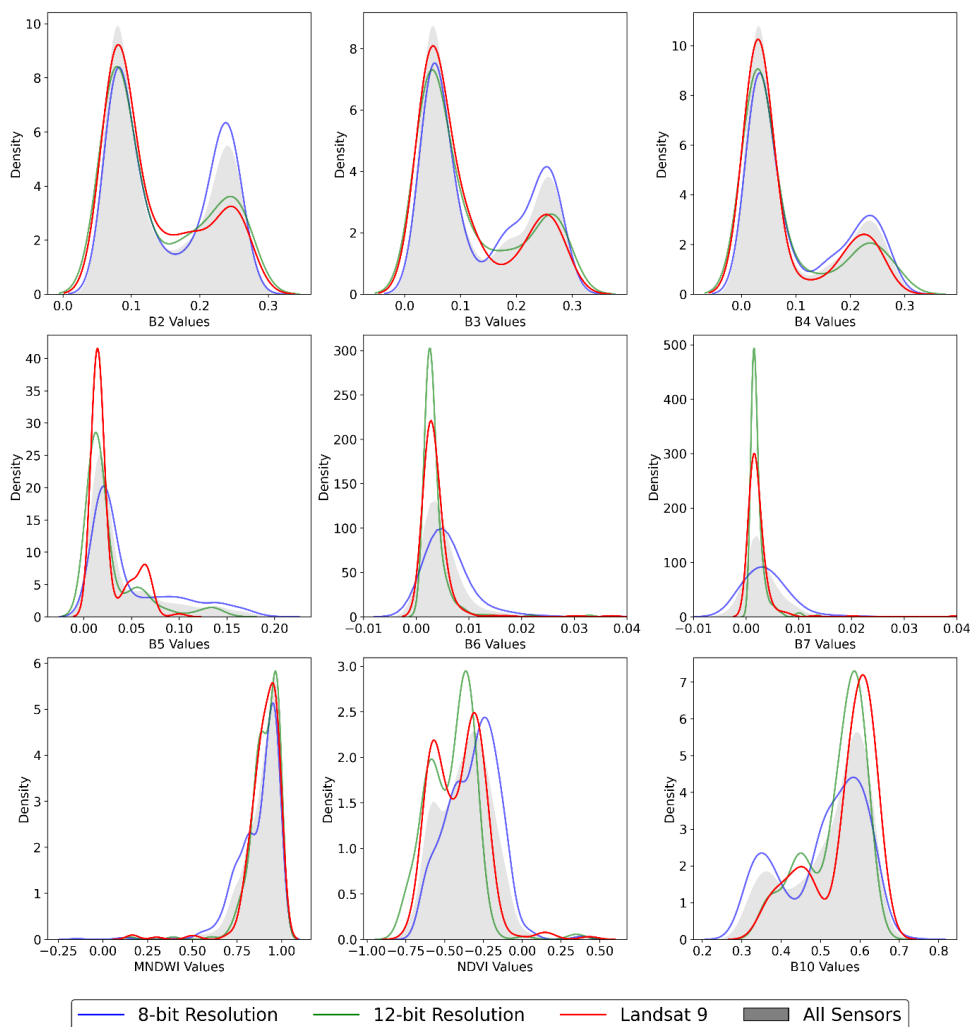 10
8
6
4
2
0
Density
0.0 0.1 0.2 0.3
B2 Values
8
6
4
2
0
Density
0.0 0.1 0.2 0.3
B3 Values
10
8
6
4
2
0
Density
0.0 0.1 0.2 0.3
B4 Values
40
35
30
25
20
15
10
5
0
Density
0.00 0.05 0.10 0.15 0.20
B5 Values
300
250
200
150
100
50
0
Density
−0.01 0.00 0.01 0.02 0.03 0.04
B6 Values
500
400
300
200
100
0
Density
−0.01 0.00 0.01 0.02 0.03 0.04
B7 Values
6
5
4
3
2
1
0
Density
−0.25 0.00 0.25 0.50 0.75 1.00
MNDWI Values
3.0
2.5
2.0
1.5
1.0
0.5
0.0
Density
−1.00 −0.75 −0.50 −0.25 0.00 0.25 0.50
NDVI Values
7
6
5
4
3
2
1
0
Density
0.2 0.3 0.4 0.5 0.6 0.7 0.8
B10 Values
8-bit Resolution 12-bit Resolution Landsat 9 All Sensors